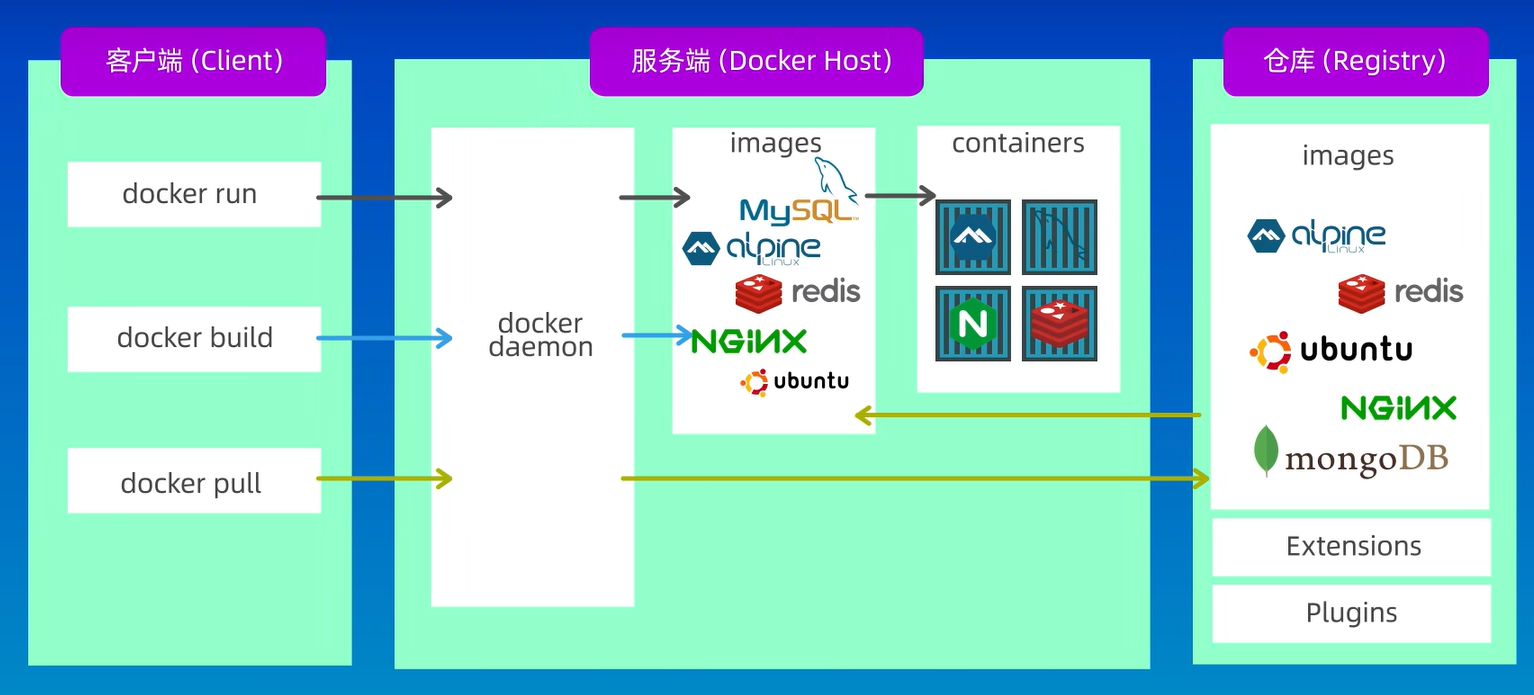 客户端 (Client)
docker run
docker build
docker pull
服务端 (Docker Host)
docker
daemon
images
MySQL™
alpine
Linux
redis
NGiNX
ubuntu
containers
N
仓库 (Registry)
images
alpine
Linux
redis
ubuntu
NGiNX
mongoDB
Extensions
Plugins